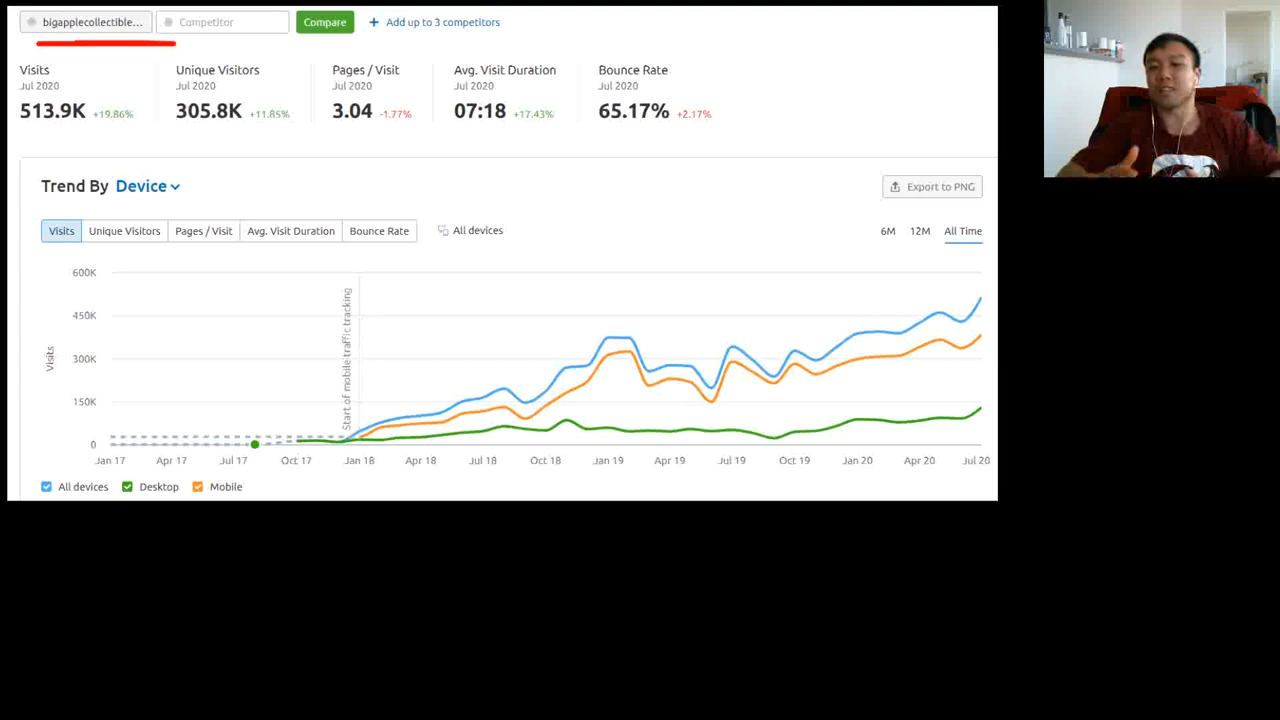 bigapplecollectible... Competitor Compare + Add up to 3 competitors
Visits Unique Visitors Pages / Visit Avg. Visit Duration Bounce Rate
Jul 2020 Jul 2020 Jul 2020 Jul 2020 Jul 2020
513.9K +19.86% 305.8K +11.85% 3.04 -1.77% 07:18 +17.43% 65.17% +2.17%
Trend By Device
Export to PNG
Visits Unique Visitors Pages / Visit Avg. Visit Duration Bounce Rate All devices 6M 12M All Time
600K
450K
300K
150K
0
Visits
Start of mobile traffic tracking
Jan 17 Apr 17 Jul 17 Oct 17 Jan 18 Apr 18 Jul 18 Oct 18 Jan 19 Apr 19 Jul 19 Oct 19 Jan 20 Apr 20 Jul 20
All devices Desktop Mobile